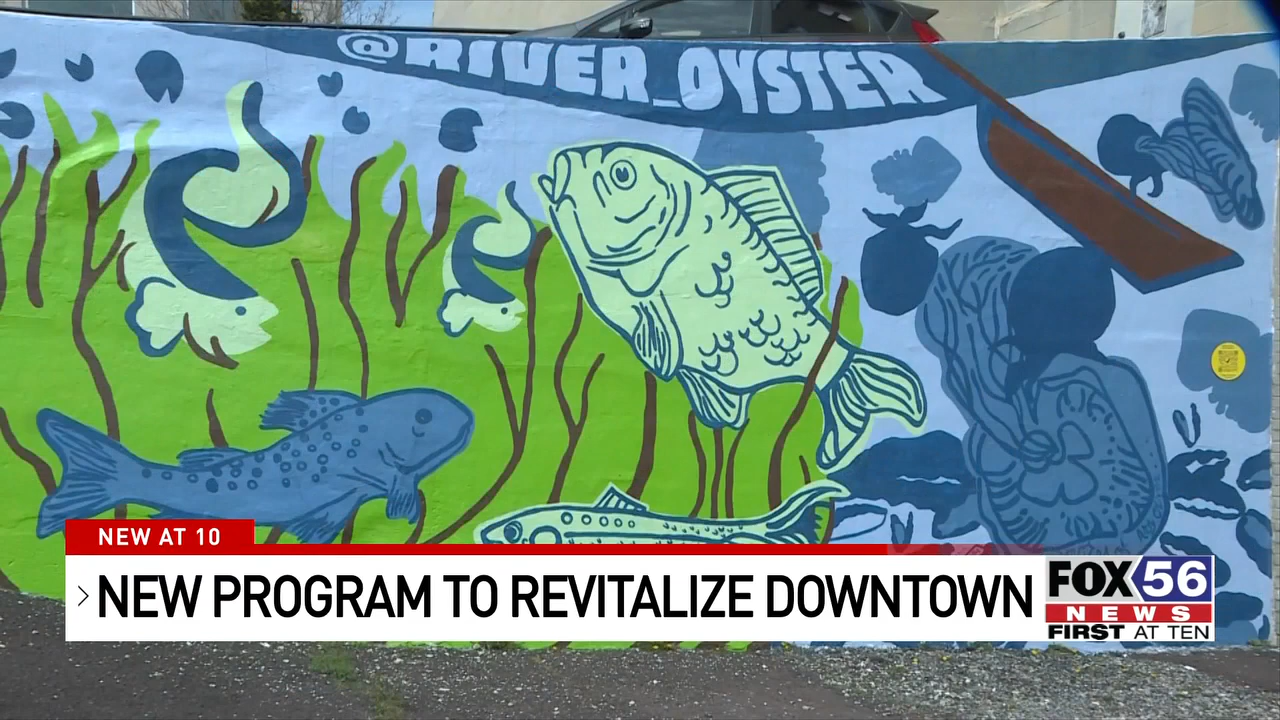 @RIVER_OYSTER
NEW AT 10
NEW PROGRAM TO REVITALIZE DOWNTOWN
FOX 56
NEWS
FIRST AT TEN